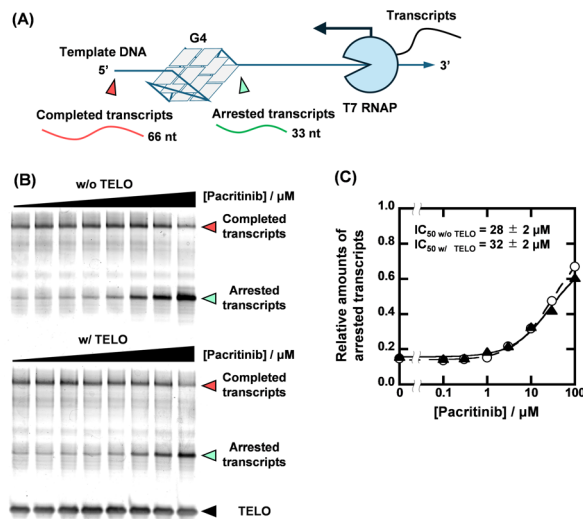 (A)
Transcripts
G4
Template DNA
5’
3’
T7 RNAP
Completed transcripts
66 nt
Arrested transcripts
33 nt
(B)
w/o TELO
[Pacritinib] / μM
Completed
transcripts
Arrested
transcripts
w/ TELO
[Pacritinib] / μM
Completed
transcripts
Arrested
transcripts
TELO
(C)
IC50 w/o TELO = 28 ± 2 μM
IC50 w/ TELO = 32 ± 2 μM
Relative amounts of
arrested transcripts
1.0
0.8
0.6
0.4
0.2
0.0
0 0.1 1 10 100
[Pacritinib] / μM